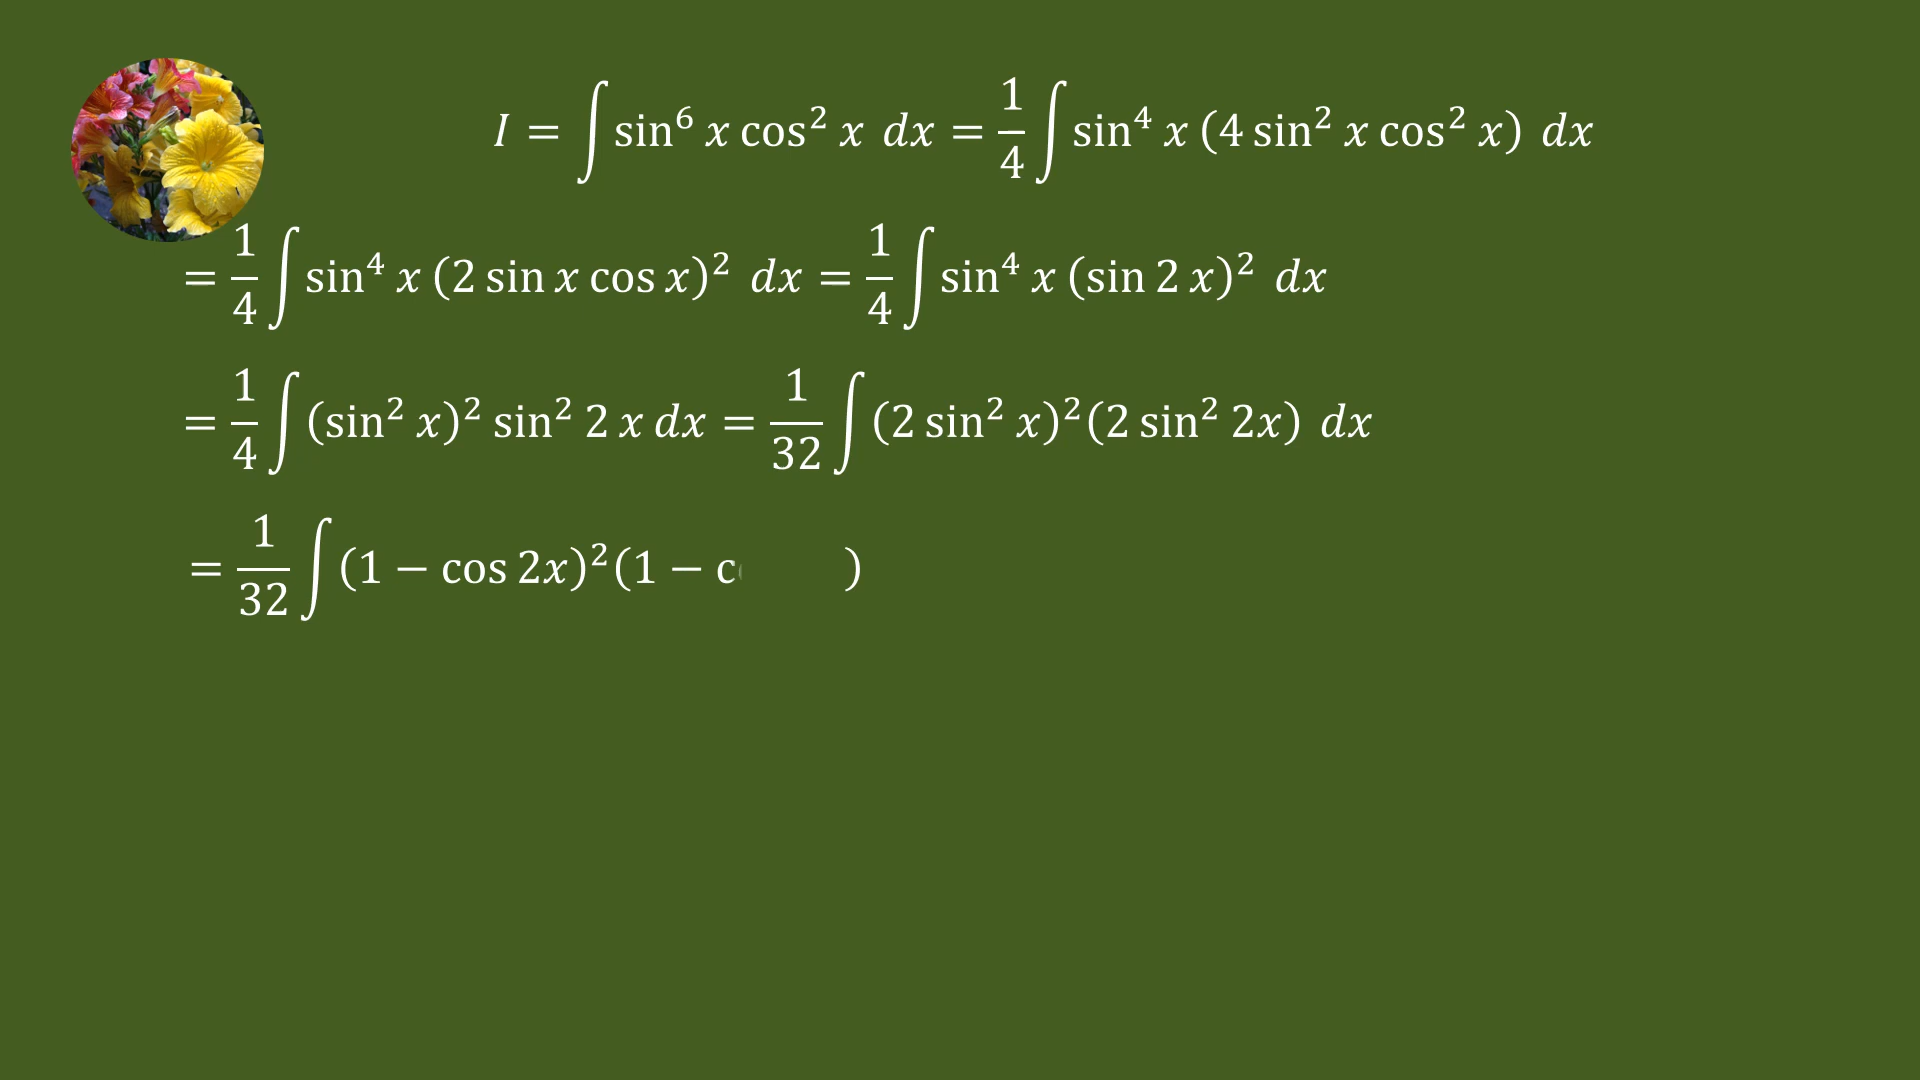 I = ∫ sin⁶ x cos² x dx = 1/4 ∫ sin⁴ x (4 sin² x cos² x) dx
= 1/4 ∫ sin⁴ x (2 sin x cos x)² dx = 1/4 ∫ sin⁴ x (sin 2 x)² dx
= 1/4 ∫ (sin² x)² sin² 2 x dx = 1/32 ∫ (2 sin² x)² (2 sin² 2x) dx
= 1/32 ∫ (1 − cos 2x)² (1 − c )